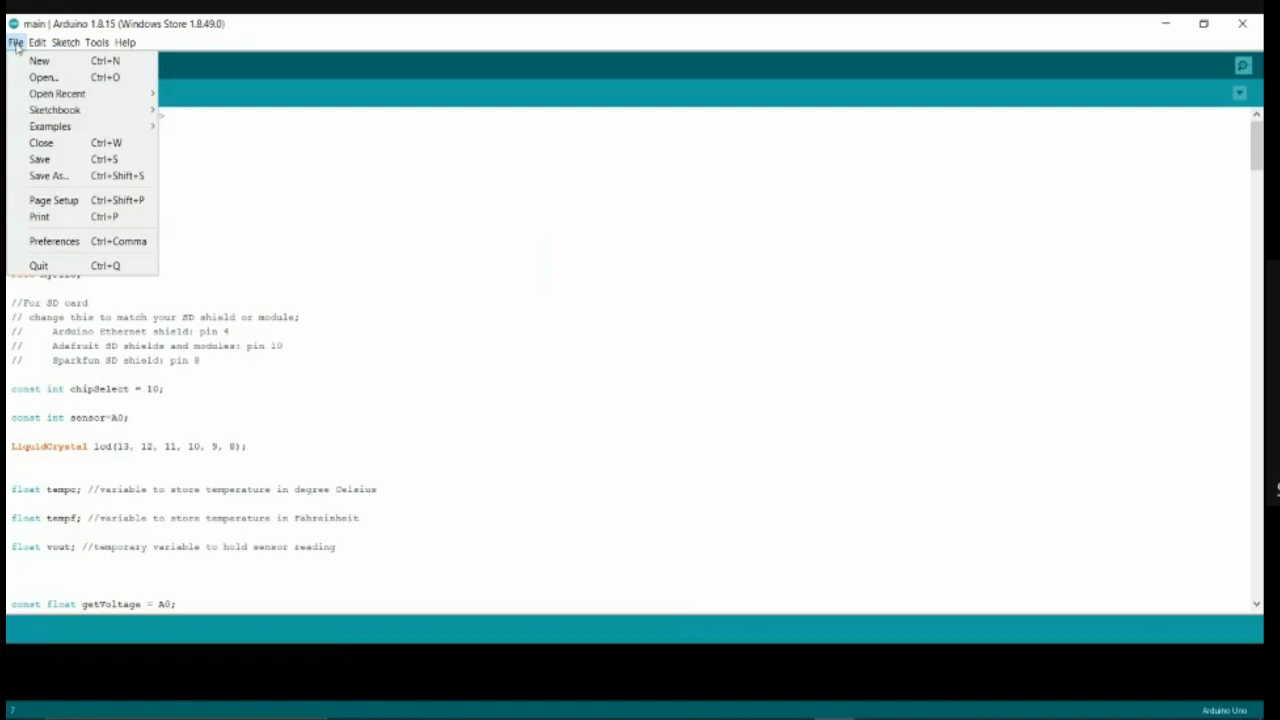 main | Arduino 1.8.15 (Windows Store 1.8.49.0)
File Edit Sketch Tools Help
New Ctrl+N
Open... Ctrl+O
Open Recent >
Sketchbook >
Examples >
>
Close Ctrl+W
Save Ctrl+S
Save As... Ctrl+Shift+S
Page Setup Ctrl+Shift+P
Print Ctrl+P
Preferences Ctrl+Comma
Quit Ctrl+Q
//For SD card
// change this to match your SD shield or module;
// Arduino Ethernet shield: pin 4
// Adafruit SD shields and modules: pin 10
// Sparkfun SD shield: pin 8
const int chipSelect = 10;
const int sensor=A0;
LiquidCrystal lcd(13, 12, 11, 10, 9, 8);
float tempc; //variable to store temperature in degree Celsius
float tempf; //variable to store temperature in Fahreinheit
float vout; //temporary variable to hold sensor reading
const float getVoltage = A0;
7
Arduino Uno